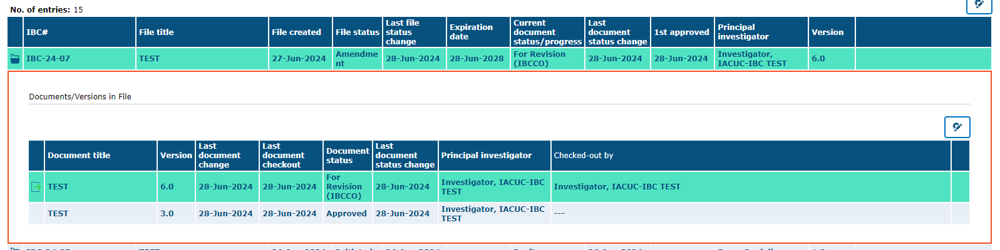 No. of entries: 15
IBC# File title File created File status Last file status change Expiration date Current document status/progress Last document status change 1st approved Principal investigator Version
IBC-24-07 TEST 27-Jun-2024 Amendme nt 28-Jun-2024 28-Jun-2028 For Revision (IBCCO) 28-Jun-2024 28-Jun-2024 Investigator, IACUC-IBC TEST 6.0
Documents/Versions in File
Document title Version Last document change Last document checkout Document status Last document status change Principal investigator Checked-out by
TEST 6.0 28-Jun-2024 28-Jun-2024 For Revision (IBCCO) 28-Jun-2024 Investigator, IACUC-IBC TEST Investigator, IACUC-IBC TEST
TEST 3.0 28-Jun-2024 28-Jun-2024 Approved 28-Jun-2024 Investigator, IACUC-IBC TEST ---